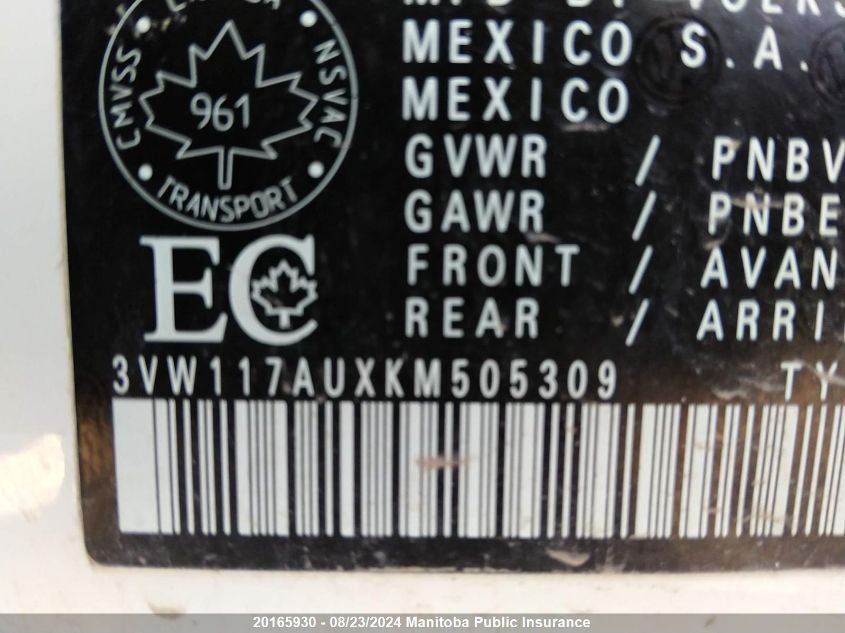 MEXICO S.A.
MEXICO
GVWR / PNBV
GAWR / PNBE
FRONT / AVAN
REAR / ARRI
CMVSS NSVAC
961
TRANSPORT
EC
3VW117AUXKM505309 TY
20165930 - 08/23/2024 Manitoba Public Insurance